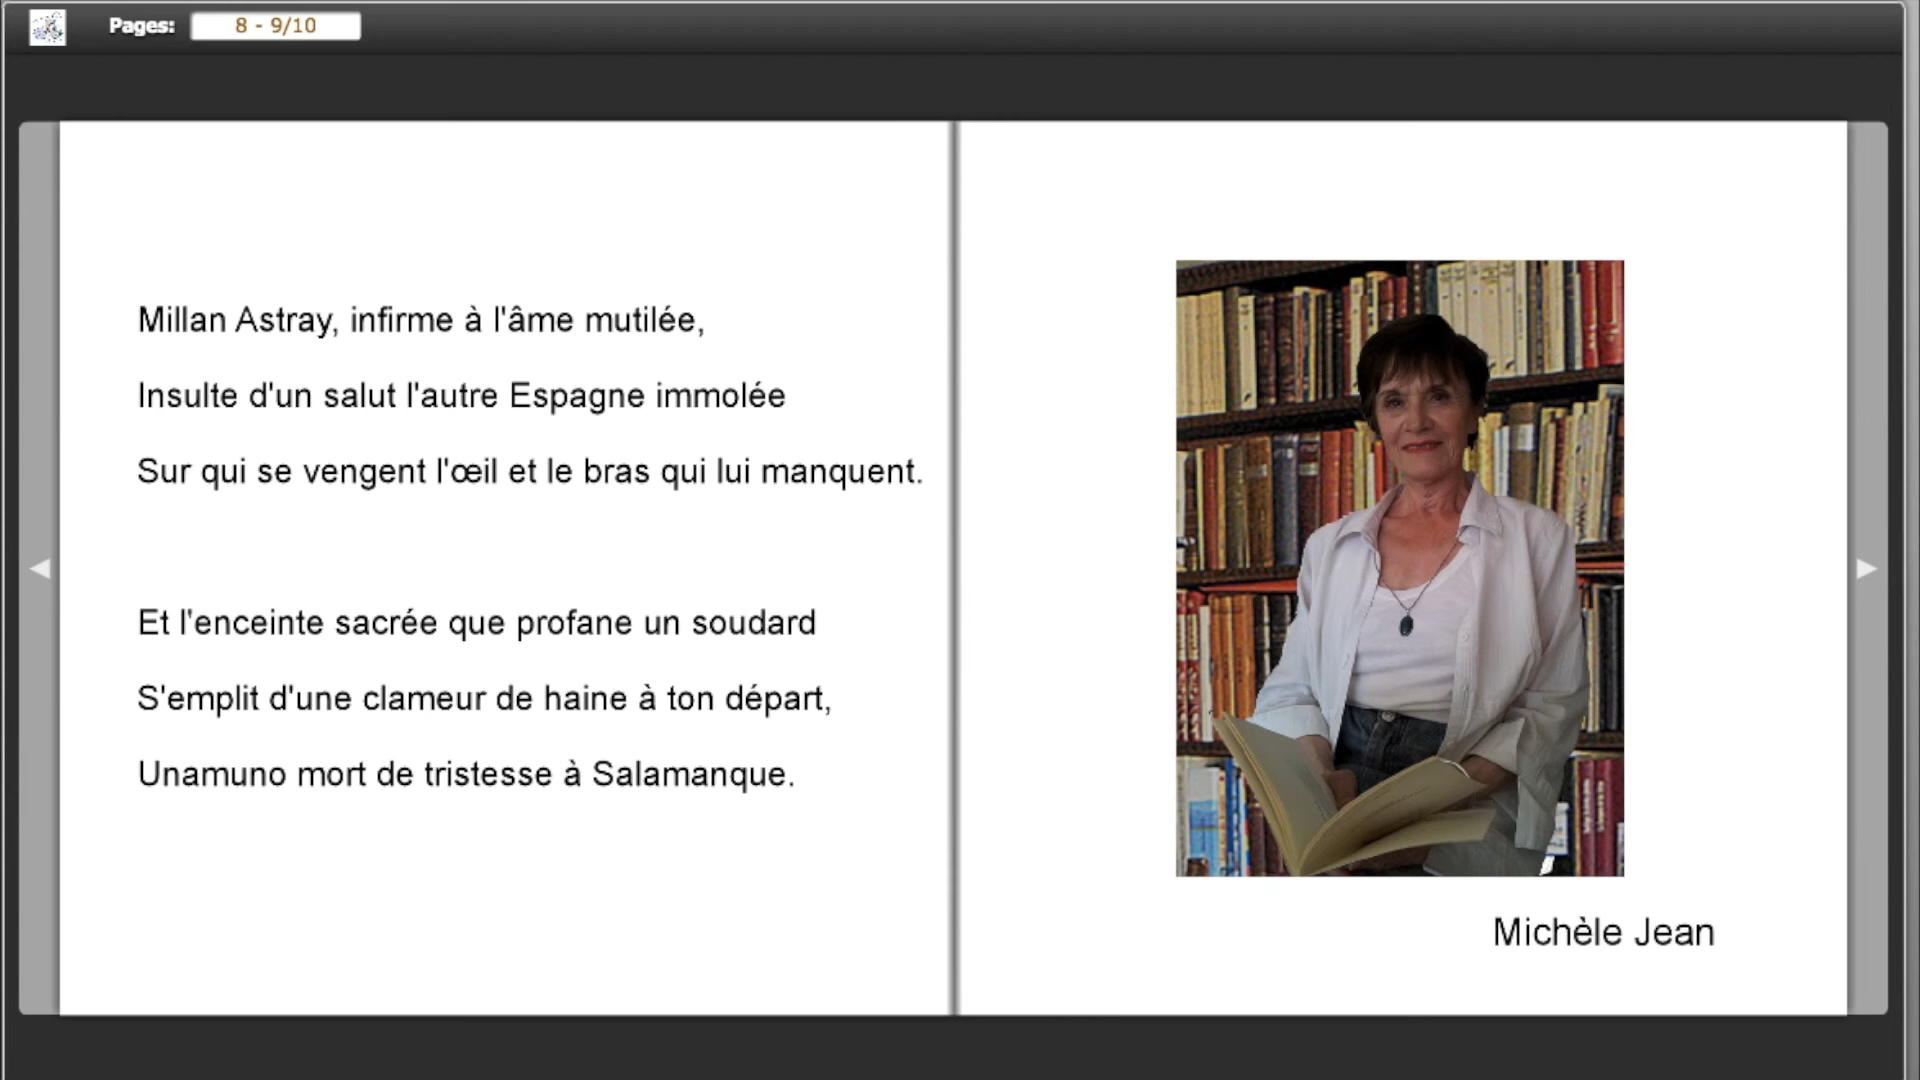 Pages: 8 - 9/10
Millan Astray, infirme à l'âme mutilée,
Insulte d'un salut l'autre Espagne immolée
Sur qui se vengent l'œil et le bras qui lui manquent.
Et l'enceinte sacrée que profane un soudard
S'emplit d'une clameur de haine à ton départ,
Unamuno mort de tristesse à Salamanque.
Michèle Jean